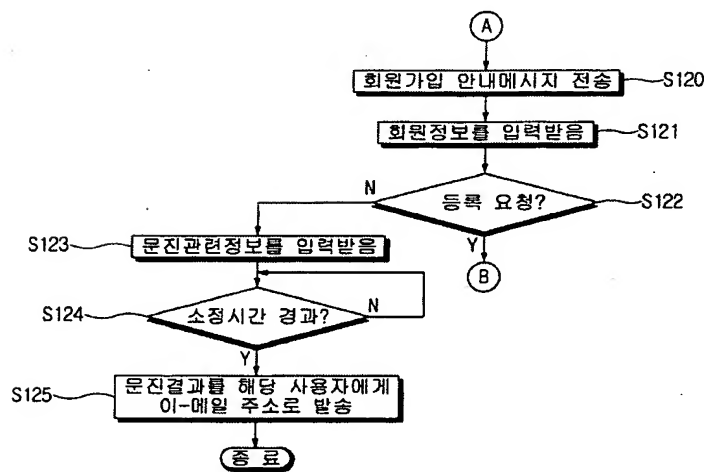 A
회원가입 안내메시지 전송
S120
회원정보를 입력받음
S121
N
등록 요청?
S122
Y
B
S123
문진관련정보를 입력받음
S124
소정시간 경과?
N
Y
S125
문진결과를 해당 사용자에게
이-메일 주소로 발송
종료